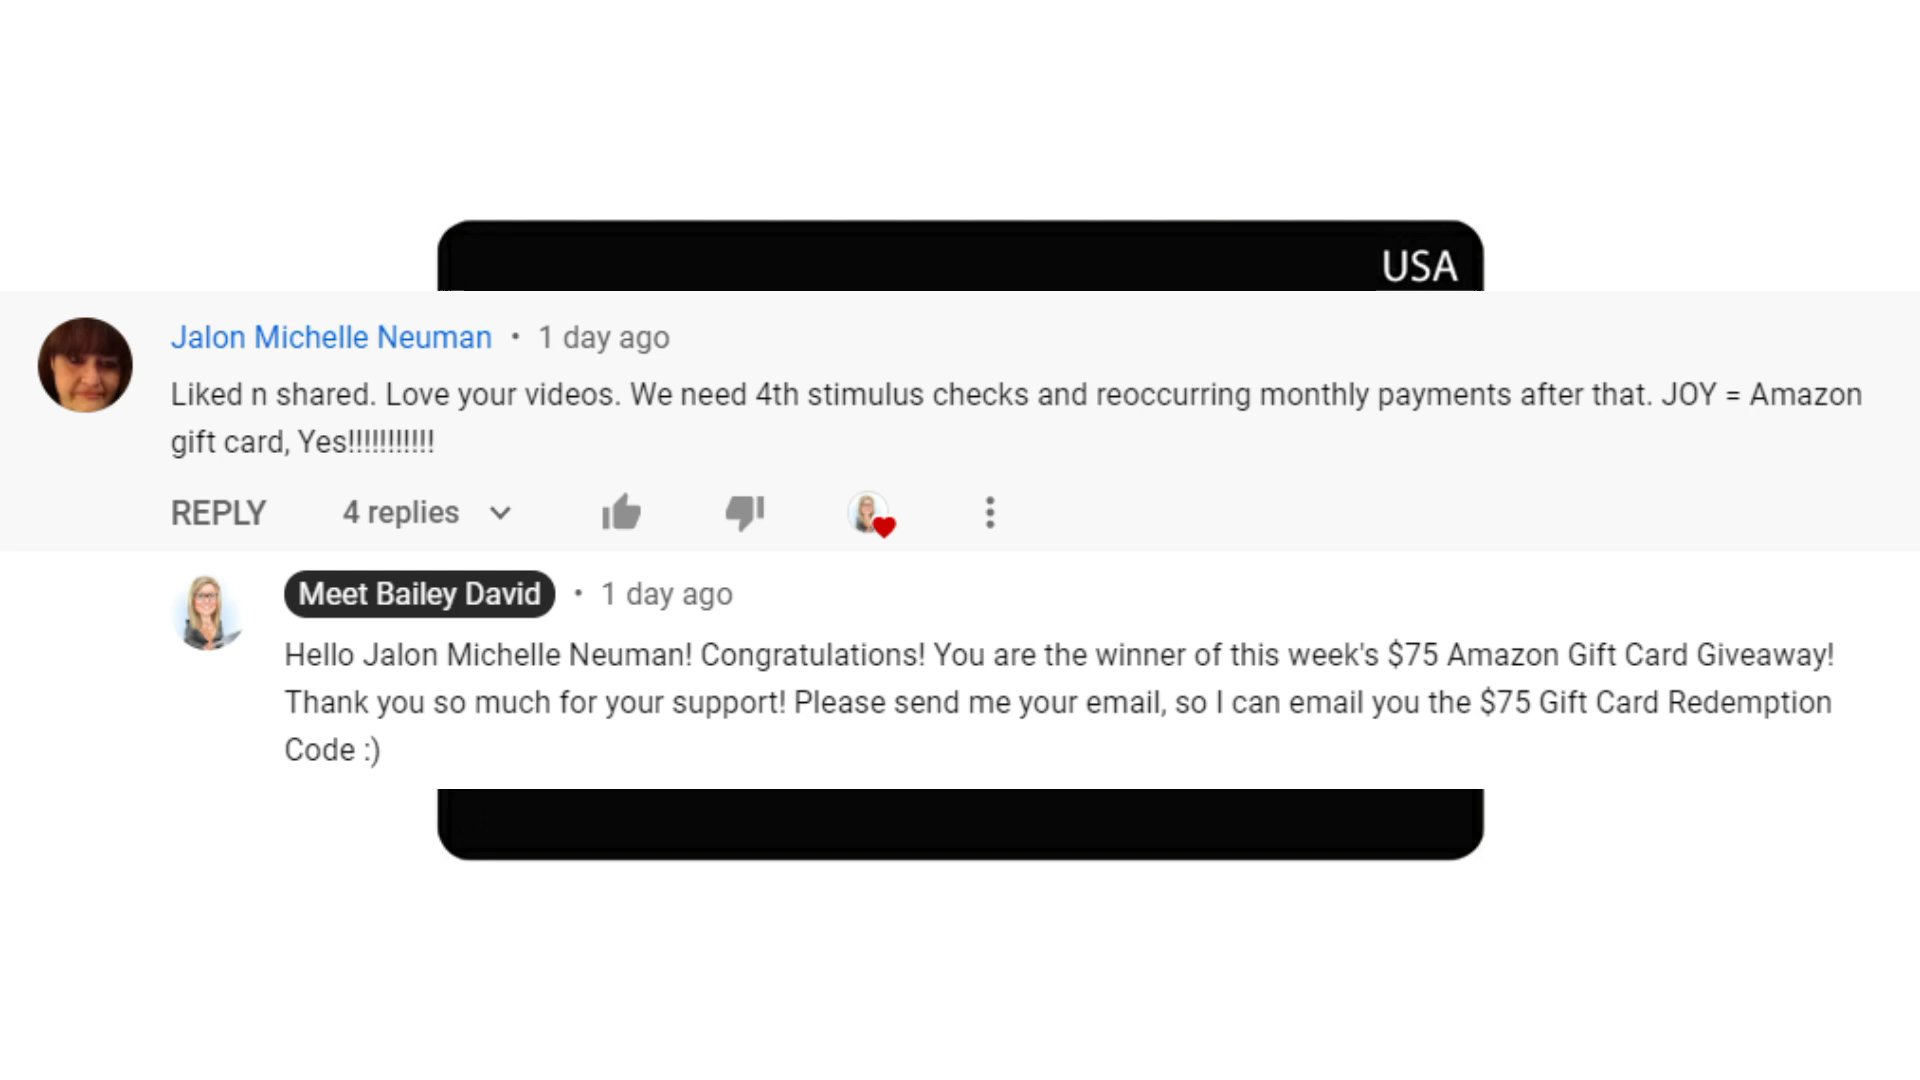 USA
Jalon Michelle Neuman • 1 day ago
Liked n shared. Love your videos. We need 4th stimulus checks and reoccurring monthly payments after that. JOY = Amazon
gift card, Yes!!!!!!!!!!!
REPLY 4 replies
Meet Bailey David • 1 day ago
Hello Jalon Michelle Neuman! Congratulations! You are the winner of this week's $75 Amazon Gift Card Giveaway!
Thank you so much for your support! Please send me your email, so I can email you the $75 Gift Card Redemption
Code :)